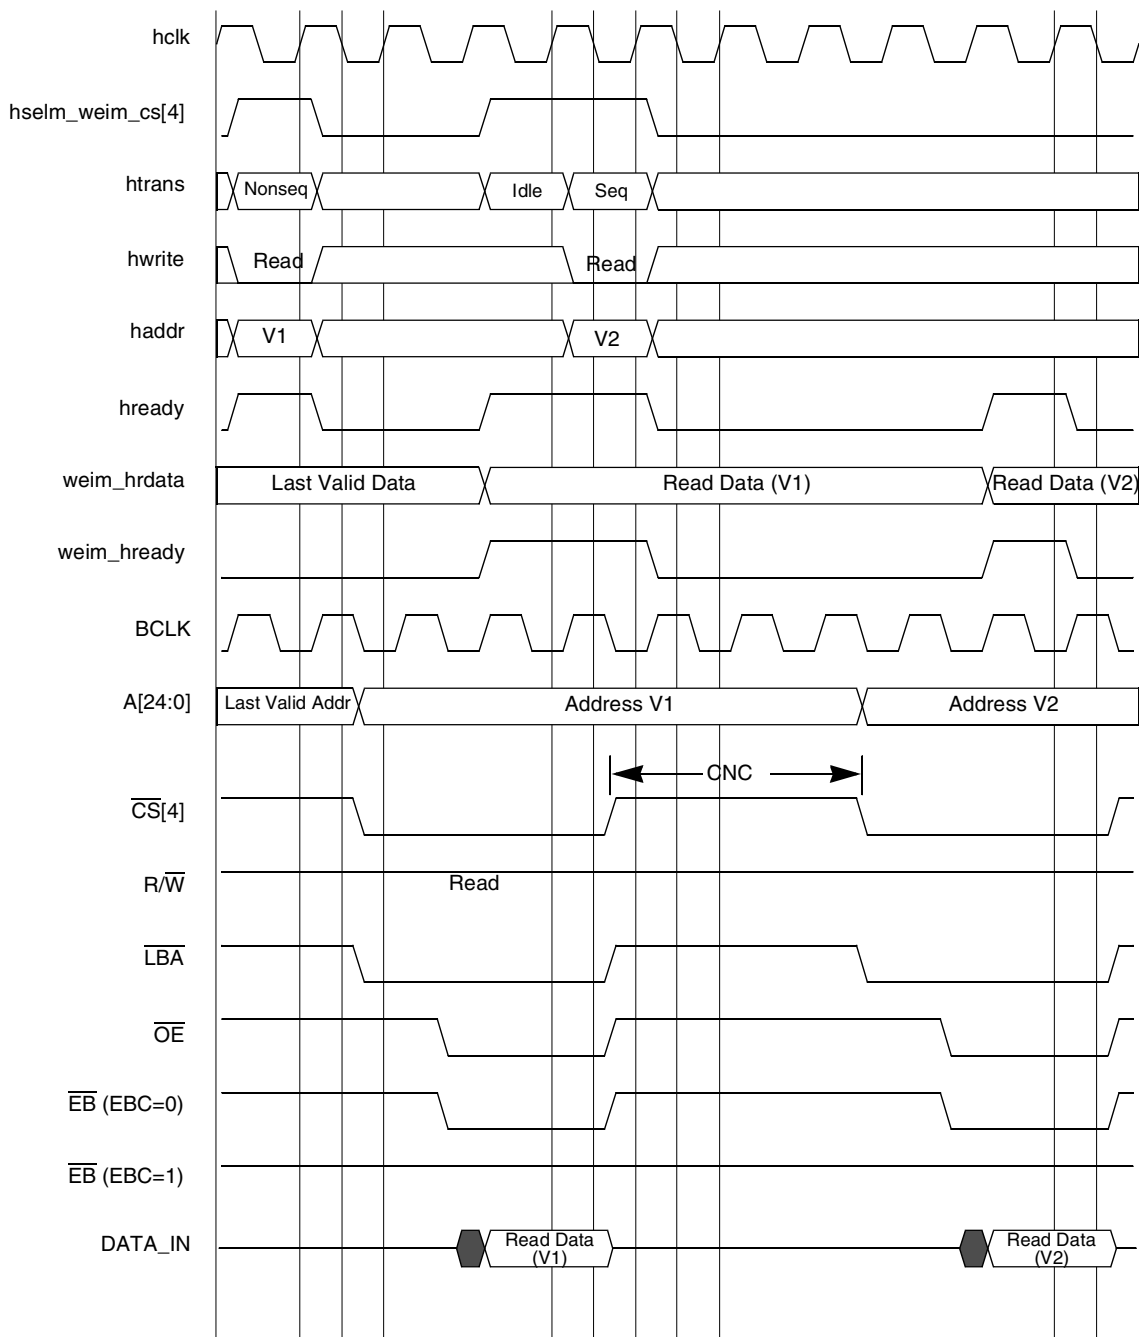 hclk
hselm_weim_cs[4]
htrans Nonseq Idle Seq
hwrite Read Read
haddr V1 V2
hready
weim_hrdata Last Valid Data Read Data (V1) Read Data (V2)
weim_hready
BCLK
A[24:0] Last Valid Addr Address V1 Address V2
CNC
CS[4]
R/W Read
LBA
OE
EB (EBC=0)
EB (EBC=1)
DATA_IN Read Data (V1) Read Data (V2)